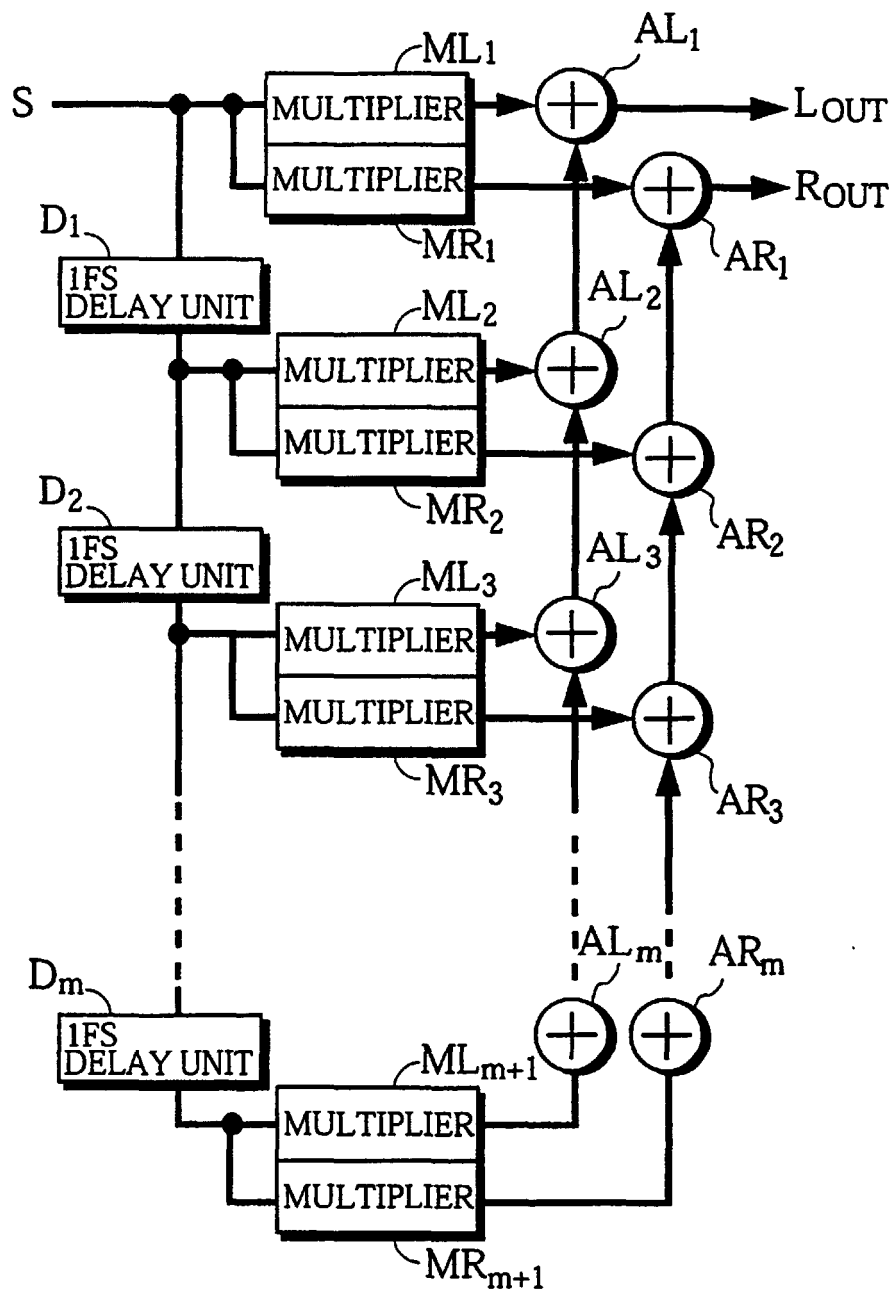 ML1
AL1
S
MULTIPLIER
LOUT
MULTIPLIER
ROUT
D1
MR1
AR1
1FS
DELAY UNIT
ML2
AL2
MULTIPLIER
MULTIPLIER
D2
MR2
AR2
1FS
DELAY UNIT
ML3
AL3
MULTIPLIER
MULTIPLIER
MR3
AR3
ALm
ARm
Dm
1FS
DELAY UNIT
MLm+1
MULTIPLIER
MULTIPLIER
MRm+1